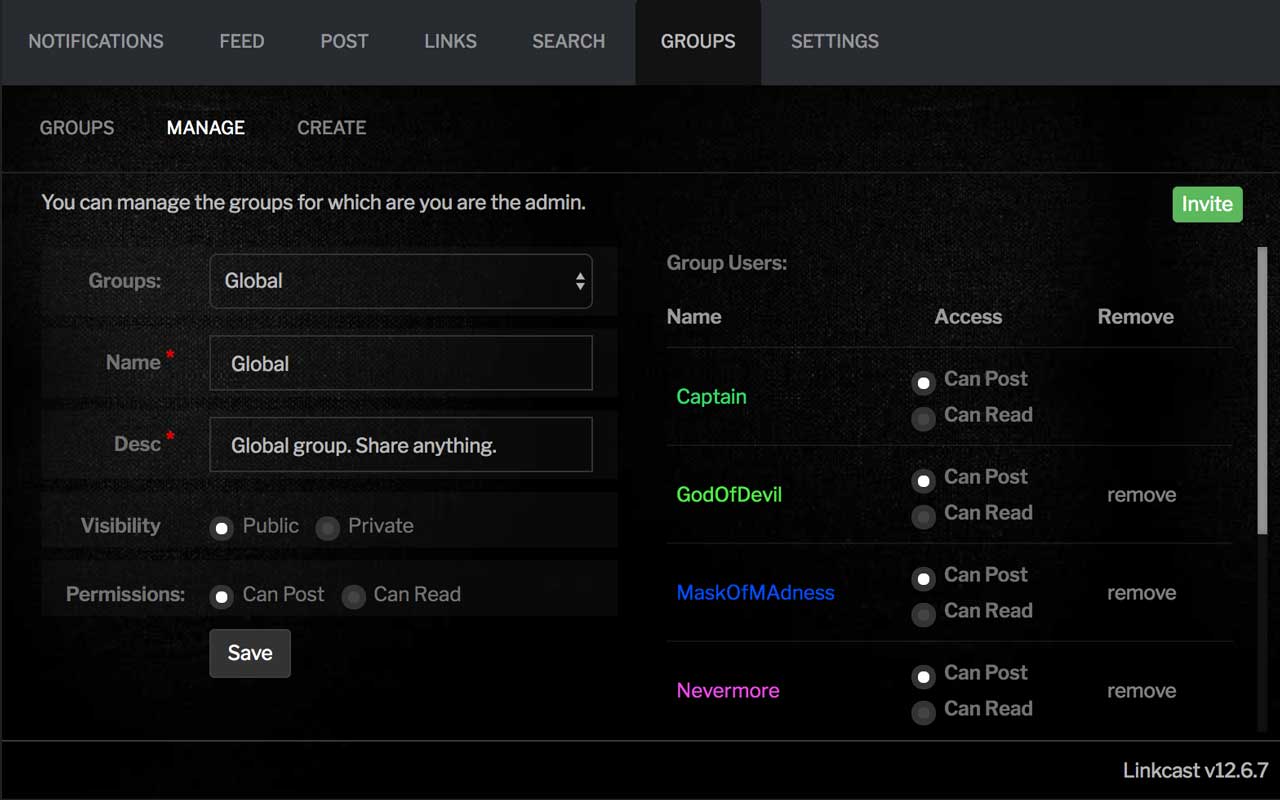 NOTIFICATIONS FEED POST LINKS SEARCH GROUPS SETTINGS
GROUPS MANAGE CREATE
You can manage the groups for which are you are the admin.
Invite
Groups: Global
Name * Global
Desc * Global group. Share anything.
Visibility Public Private
Permissions: Can Post Can Read
Save
Group Users:
Name Access Remove
Captain
Can Post
Can Read
GodOfDevil
Can Post
Can Read
remove
MaskOfMAdness
Can Post
Can Read
remove
Nevermore
Can Post
Can Read
remove
Linkcast v12.6.7